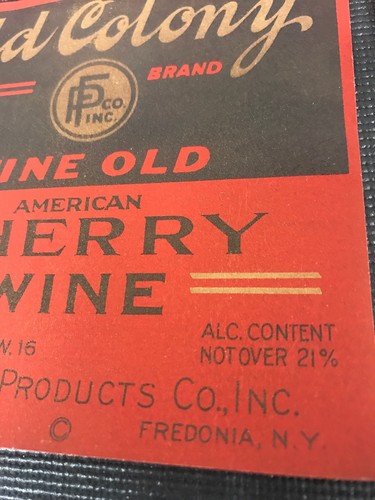 ld Colony
BRAND
FP CO.
INC.
INE OLD
AMERICAN
HERRY
WINE
W. 16
ALC. CONTENT
NOT OVER 21%
PRODUCTS CO., INC.
©
FREDONIA, N.Y.